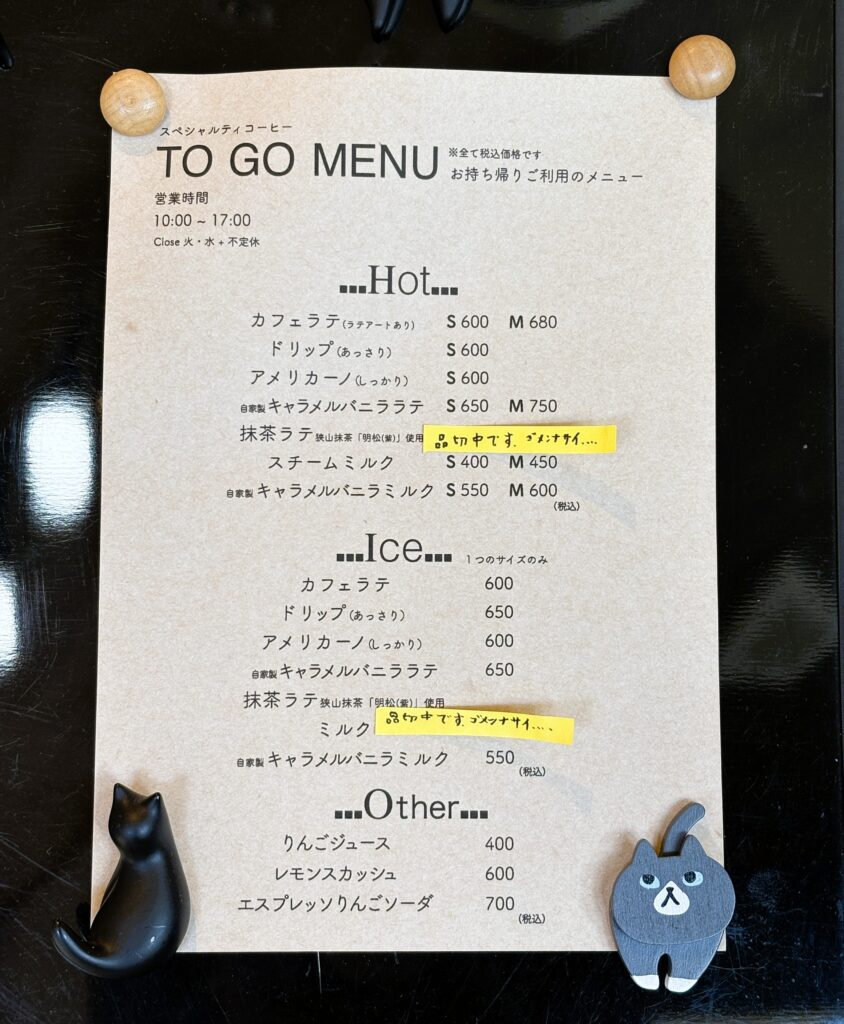 スペシャルティコーヒー
TO GO MENU ※全て税込価格です
お持ち帰りご利用のメニュー
営業時間
10:00 ~ 17:00
Close 火・水 + 不定休
...Hot...
カフェラテ(ラテアートあり) S 600 M 680
ドリップ(あっさり) S 600
アメリカーノ(しっかり) S 600
自家製キャラメルバニララテ S 650 M 750
抹茶ラテ狭山抹茶「明松(紫)」使用 品切中です.ゴメンナサイ....
スチームミルク S 400 M 450
自家製キャラメルバニラミルク S 550 M 600
(税込)
...Ice... 1つのサイズのみ
カフェラテ 600
ドリップ(あっさり) 650
アメリカーノ(しっかり) 600
自家製キャラメルバニララテ 650
抹茶ラテ狭山抹茶「明松(紫)」使用
品切中です.ゴメンナサイ.....
ミルク
自家製キャラメルバニラミルク 550
(税込)
...Other...
りんごジュース 400
レモンスカッシュ 600
エスプレッソりんごソーダ 700
(税込)